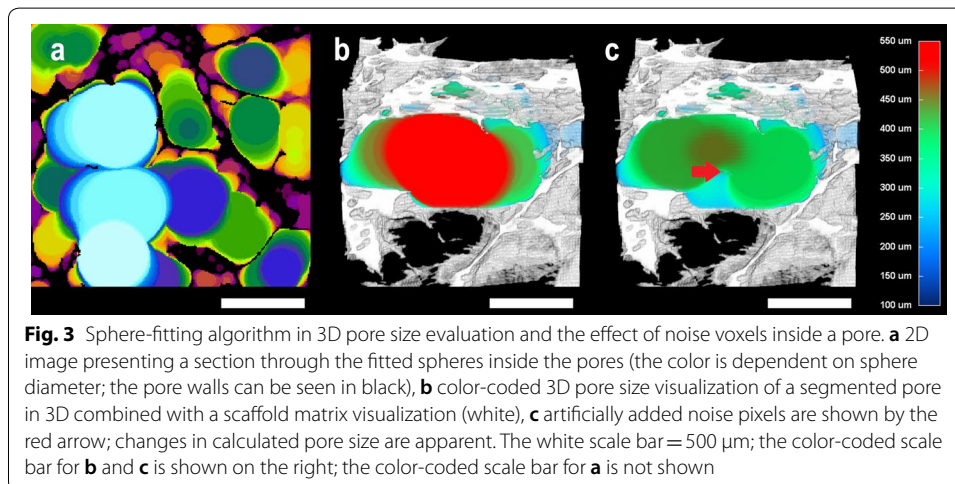 a
b
c
550 um
500 um
450 um
400 um
350 um
300 um
250 um
200 um
150 um
100 um
Fig. 3 Sphere-fitting algorithm in 3D pore size evaluation and the effect of noise voxels inside a pore. a 2D
image presenting a section through the fitted spheres inside the pores (the color is dependent on sphere
diameter; the pore walls can be seen in black), b color-coded 3D pore size visualization of a segmented pore
in 3D combined with a scaffold matrix visualization (white), c artificially added noise pixels are shown by the
red arrow; changes in calculated pore size are apparent. The white scale bar = 500 μm; the color-coded scale
bar for b and c is shown on the right; the color-coded scale bar for a is not shown